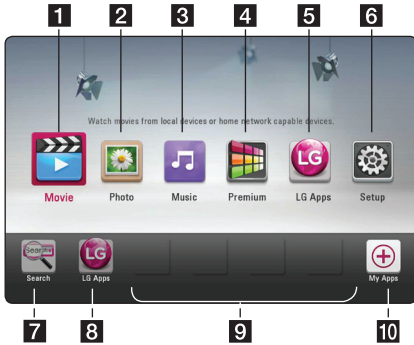 1 2 3 4 5 6
Watch movies from local devices or home network capable devices.
LG
Movie Photo Music Premium LG Apps Setup
Search LG
Search LG Apps My Apps
7 8 9 10